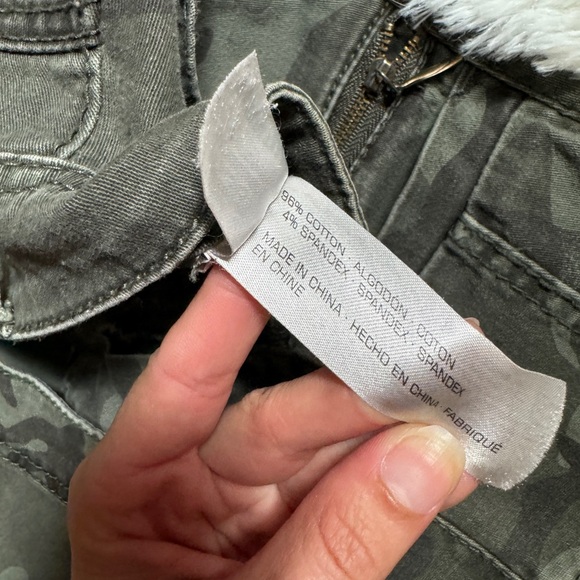 96% COTTON . ALGODÓN . COTON
4% SPANDEX . SPANDEX . SPANDEX
MADE IN CHINA . HECHO EN CHINA FABRIQUÉ
EN CHINE